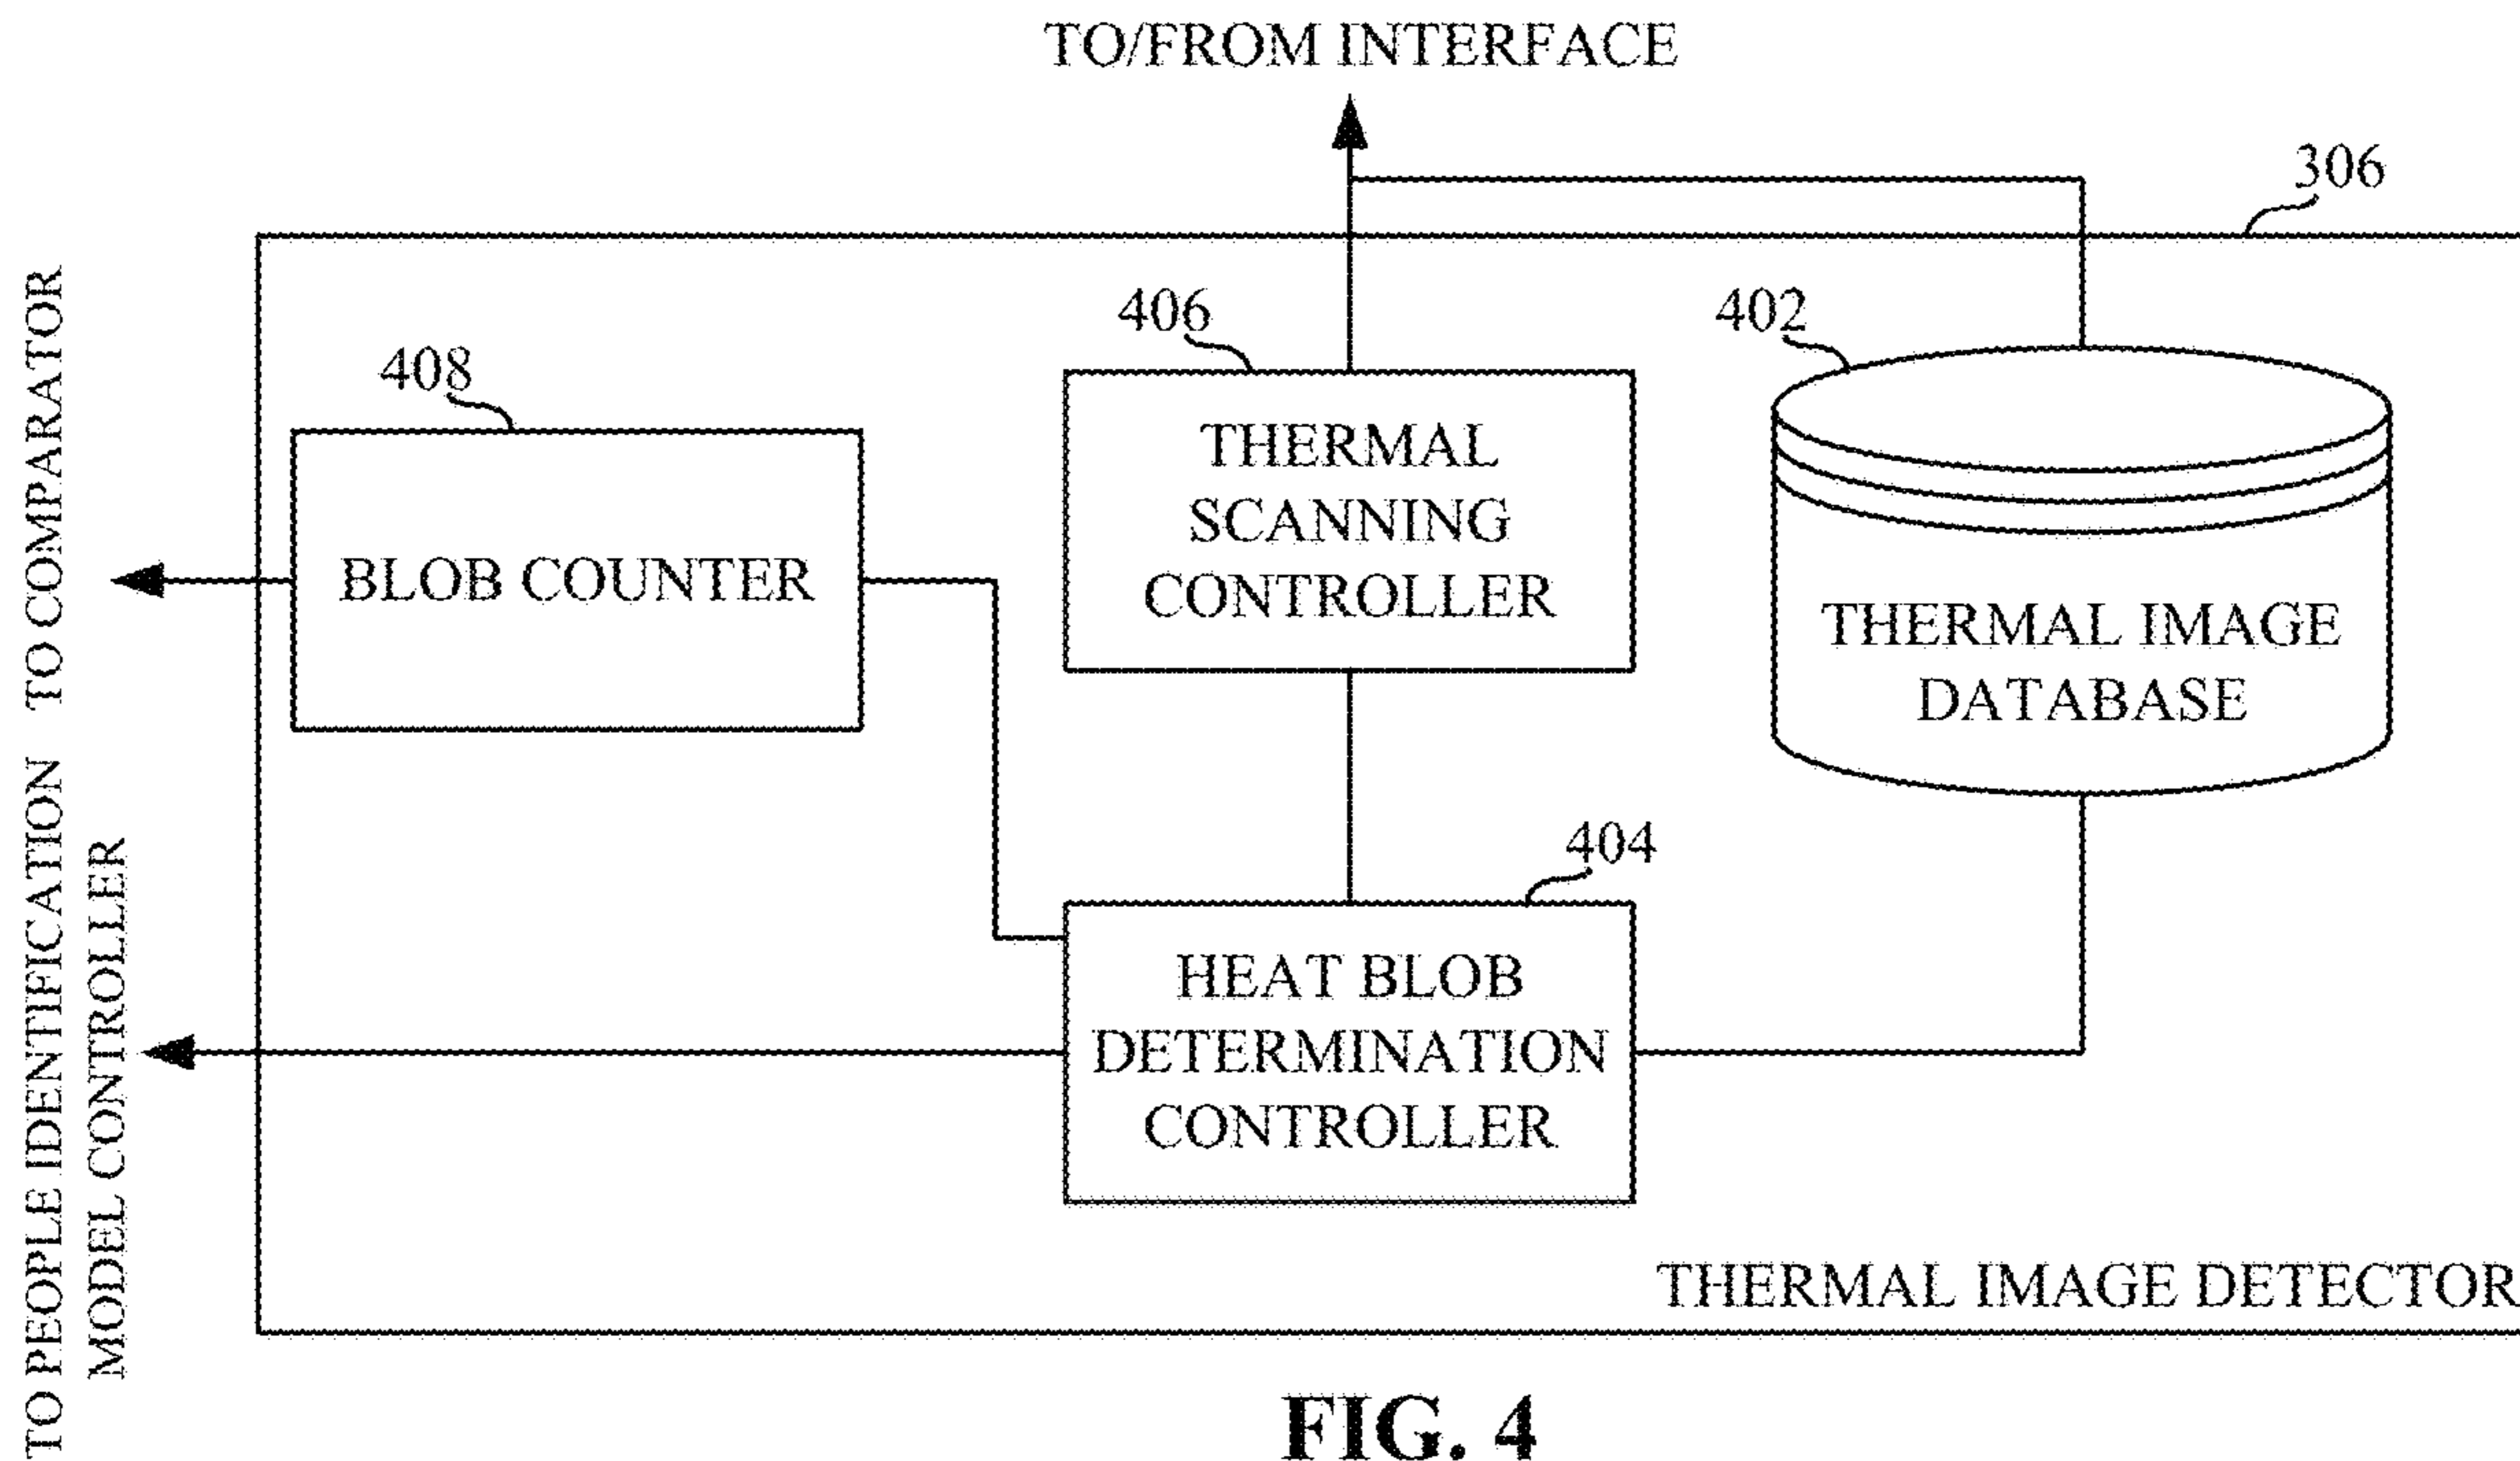 TO/FROM INTERFACE
306
406
402
408
THERMAL
SCANNING
CONTROLLER
BLOB COUNTER
THERMAL IMAGE
DATABASE
TO COMPARATOR
404
HEAT BLOB
DETERMINATION
CONTROLLER
TO PEOPLE IDENTIFICATION
MODEL CONTROLLER
THERMAL IMAGE DETECTOR
FIG. 4